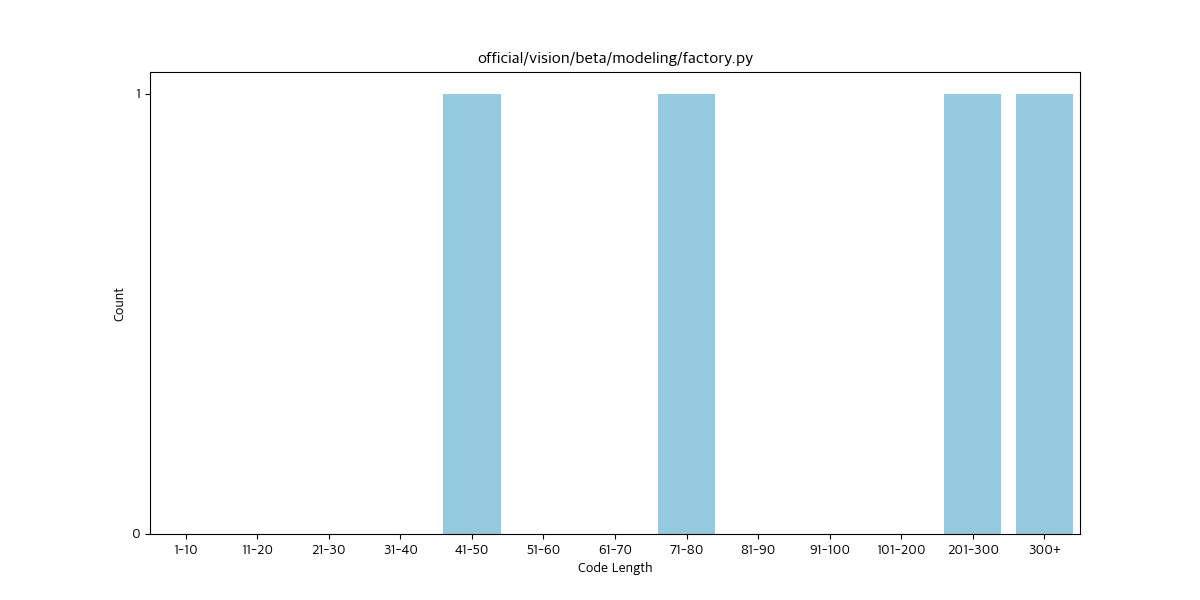 official/vision/beta/modeling/factory.py
1
0
Count
1-10 11-20 21-30 31-40 41-50 51-60 61-70 71-80 81-90 91-100 101-200 201-300 300+
Code Length